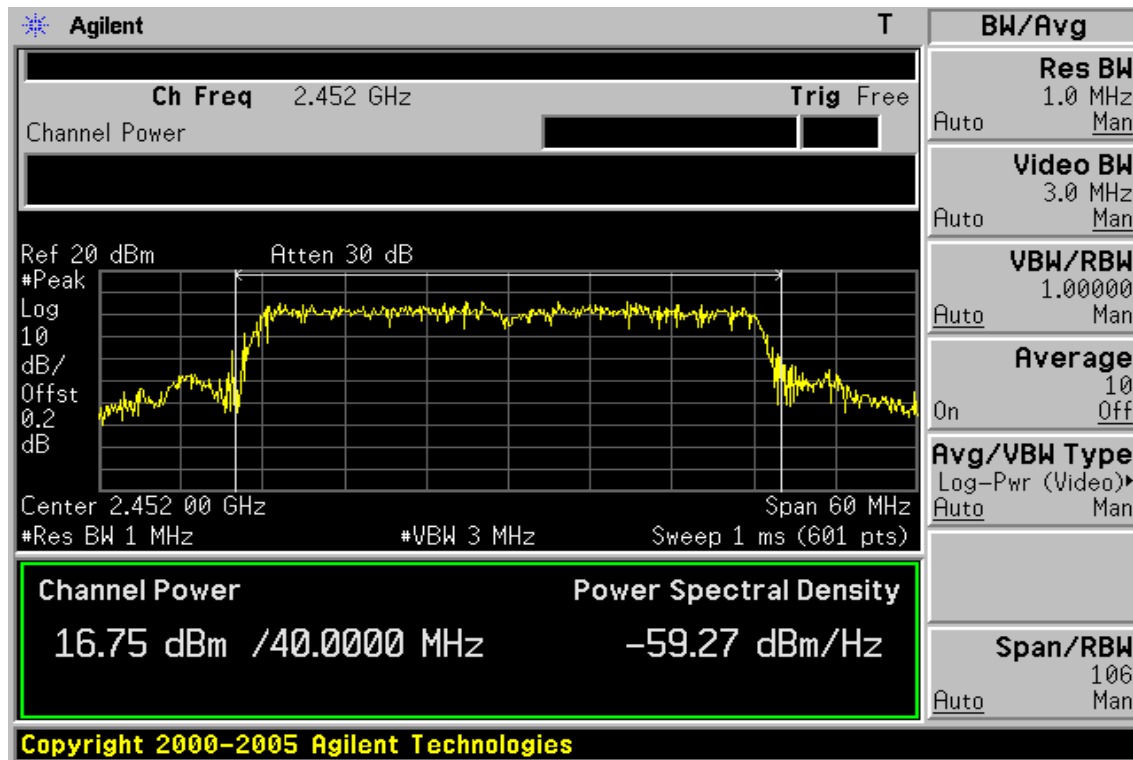 Agilent T BW/Avg
Ch Freq 2.452 GHz Trig Free
Channel Power
Ref 20 dBm Atten 30 dB
#Peak
Log
10
dB/
Offst
0.2
dB
Center 2.452 00 GHz Span 60 MHz
#Res BW 1 MHz #VBW 3 MHz Sweep 1 ms (601 pts)
Channel Power Power Spectral Density
16.75 dBm /40.0000 MHz -59.27 dBm/Hz
Res BW
1.0 MHz
Auto Man
Video BW
3.0 MHz
Auto Man
VBW/RBW
1.00000
Auto Man
Average
10
On Off
Avg/VBW Type
Log-Pwr (Video)
Auto Man
Span/RBW
106
Auto Man
Copyright 2000-2005 Agilent Technologies